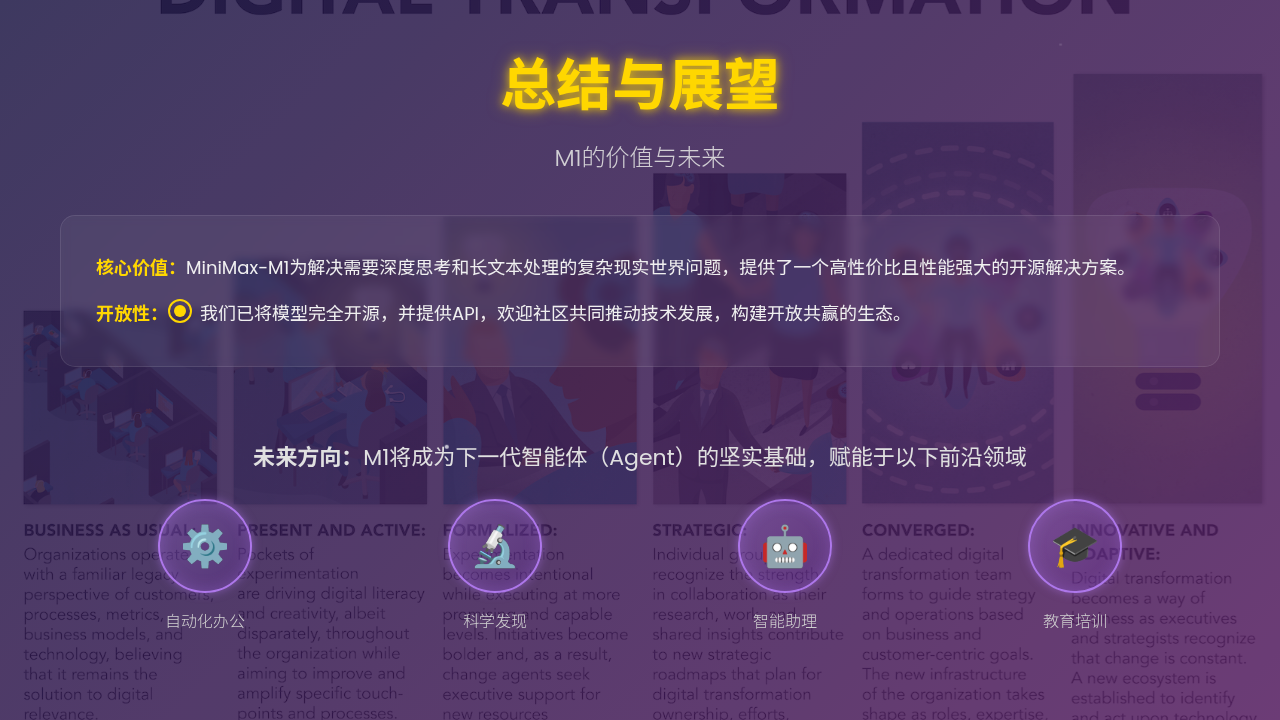 DIGITAL TRANSFORMATION
总结与展望
M1的价值与未来
核心价值：MiniMax-M1为解决需要深度思考和长文本处理的复杂现实世界问题，提供了一个高性价比且性能强大的开源解决方案。
开放性： 我们已将模型完全开源，并提供API，欢迎社区共同推动技术发展，构建开放共赢的生态。
未来方向：M1将成为下一代智能体（Agent）的坚实基础，赋能于以下前沿领域
自动化办公
科学发现
智能助理
教育培训
BUSINESS AS USUAL
Organizations operate
with a familiar legacy
perspective of customers,
processes, metrics,
business models, and
technology, believing
that it remains the
solution to digital
relevance.
PRESENT AND ACTIVE:
Pockets of
experimentation
are driving digital literacy
and creativity, albeit
disparately, throughout
the organization while
aiming to improve and
amplify specific touch-
points and processes.
FORMALIZED:
Experimentation
becomes intentional
while executing at more
and capable
levels. Initiatives become
bolder and, as a result,
change agents seek
executive support for
new resources
STRATEGIC:
Individual groups
recognize the strength
in collaboration as their
research, work, and
shared insights contribute
to new strategic
roadmaps that plan for
digital transformation
ownership, efforts,
CONVERGED:
A dedicated digital
transformation team
forms to guide strategy
and operations based
on business and
customer-centric goals.
The new infrastructure
of the organization takes
shape as roles, expertise,
INNOVATIVE AND
ADAPTIVE:
Digital transformation
becomes a way of
business as executives
and strategists recognize
that change is constant.
A new ecosystem is
established to identify
and act upon technology